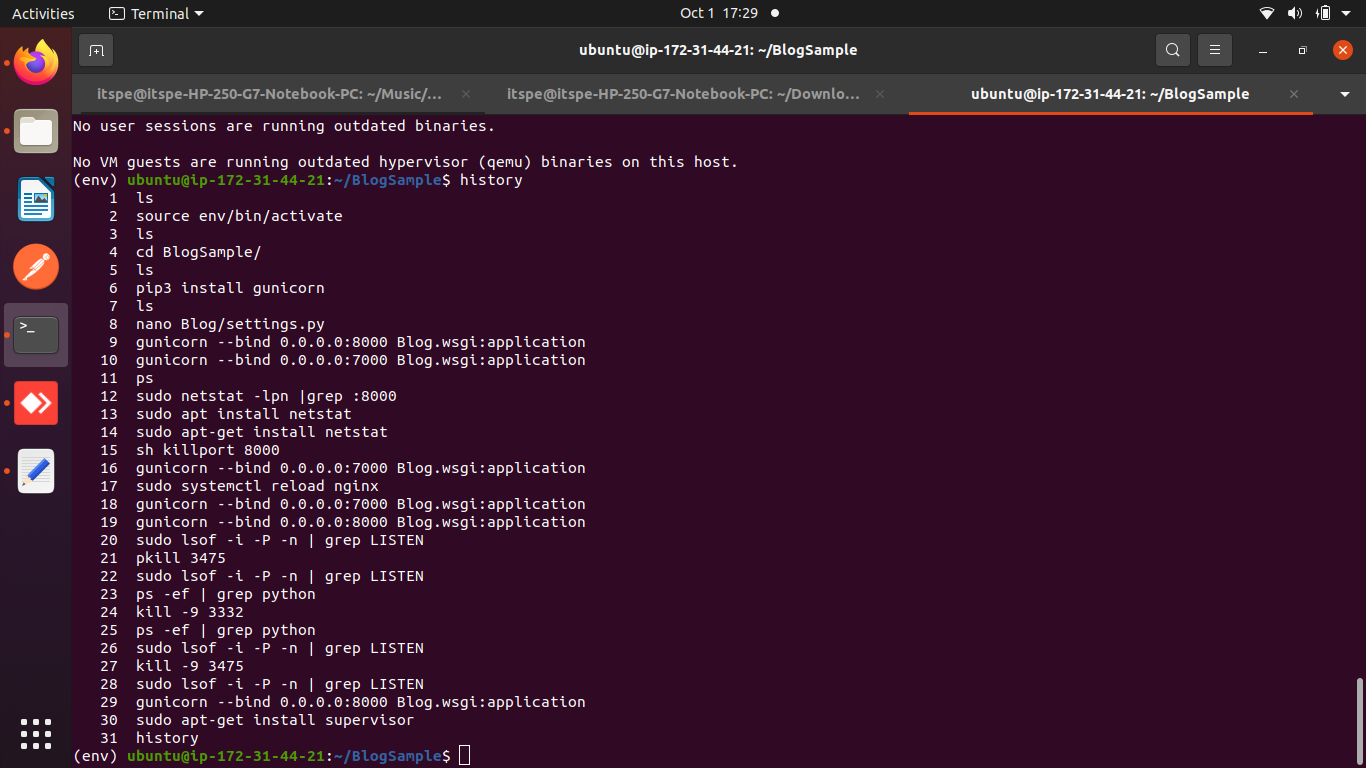 Activities
Terminal
Oct 1 17:29
ubuntu@ip-172-31-44-21: ~/BlogSample
itspe@itspe-HP-250-G7-Notebook-PC: ~/Music/...
itspe@itspe-HP-250-G7-Notebook-PC: ~/Downlo...
ubuntu@ip-172-31-44-21: ~/BlogSample
No user sessions are running outdated binaries.
No VM guests are running outdated hypervisor (qemu) binaries on this host.
(env) ubuntu@ip-172-31-44-21:~/BlogSample$ history
1 ls
2 source env/bin/activate
3 ls
4 cd BlogSample/
5 ls
6 pip3 install gunicorn
7 ls
8 nano Blog/settings.py
9 gunicorn --bind 0.0.0.0:8000 Blog.wsgi:application
10 gunicorn --bind 0.0.0.0:7000 Blog.wsgi:application
11 ps
12 sudo netstat -lpn |grep :8000
13 sudo apt install netstat
14 sudo apt-get install netstat
15 sh killport 8000
16 gunicorn --bind 0.0.0.0:7000 Blog.wsgi:application
17 sudo systemctl reload nginx
18 gunicorn --bind 0.0.0.0:7000 Blog.wsgi:application
19 gunicorn --bind 0.0.0.0:8000 Blog.wsgi:application
20 sudo lsof -i -P -n | grep LISTEN
21 pkill 3475
22 sudo lsof -i -P -n | grep LISTEN
23 ps -ef | grep python
24 kill -9 3332
25 ps -ef | grep python
26 sudo lsof -i -P -n | grep LISTEN
27 kill -9 3475
28 sudo lsof -i -P -n | grep LISTEN
29 gunicorn --bind 0.0.0.0:8000 Blog.wsgi:application
30 sudo apt-get install supervisor
31 history
(env) ubuntu@ip-172-31-44-21:~/BlogSample$